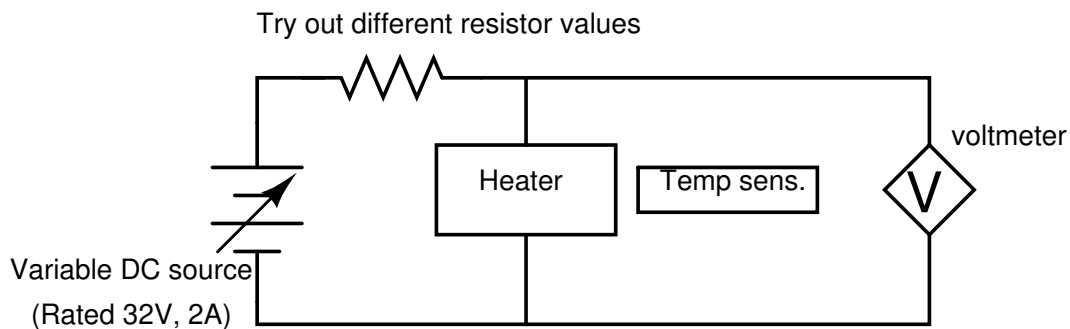 Try out different resistor values
voltmeter
Heater
Temp sens.
V
Variable DC source
(Rated 32V, 2A)